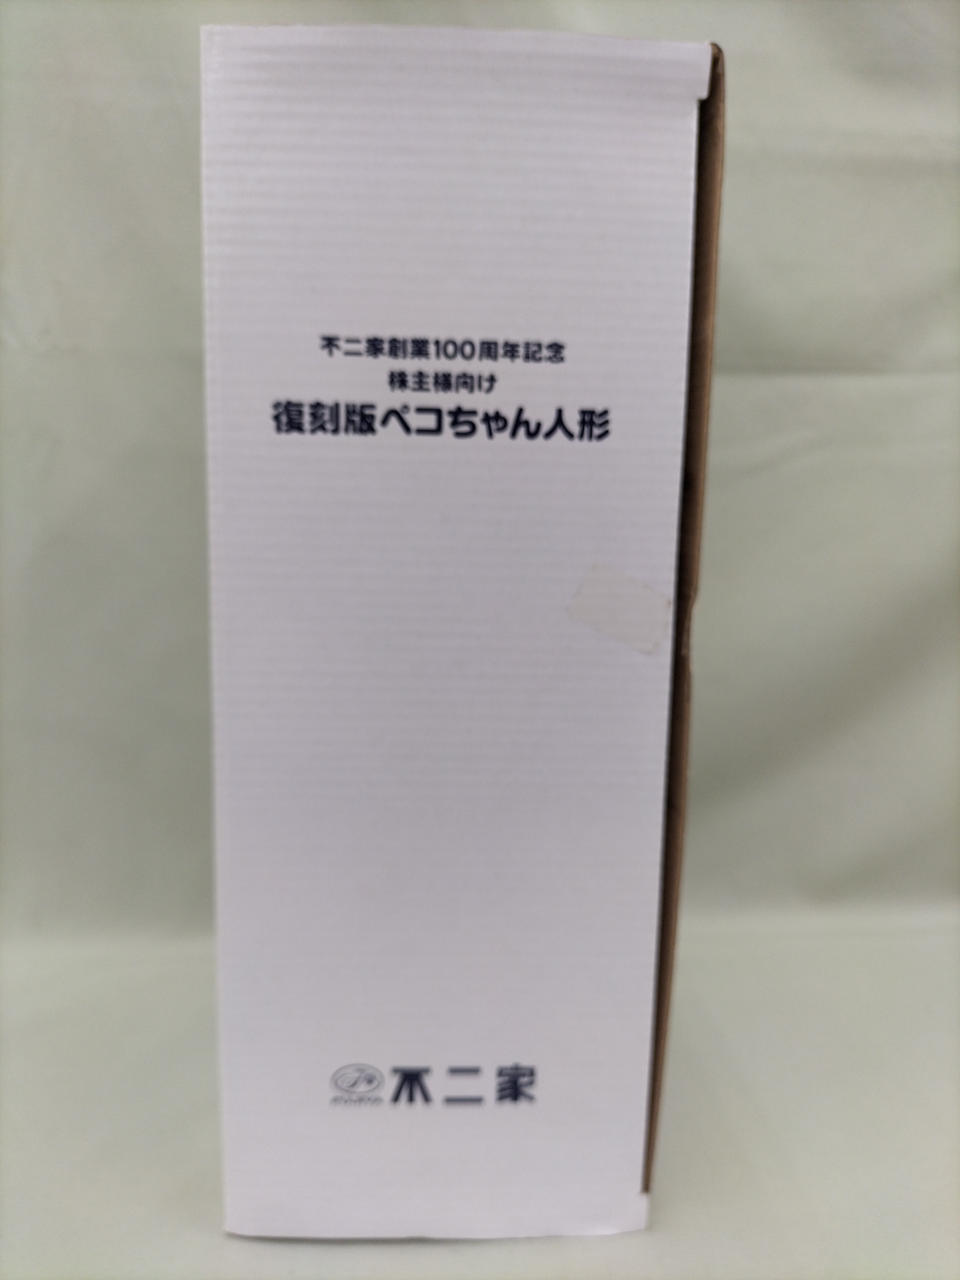 不二家創業100周年記念
株主様向け
復刻版ペコちゃん人形
不二家